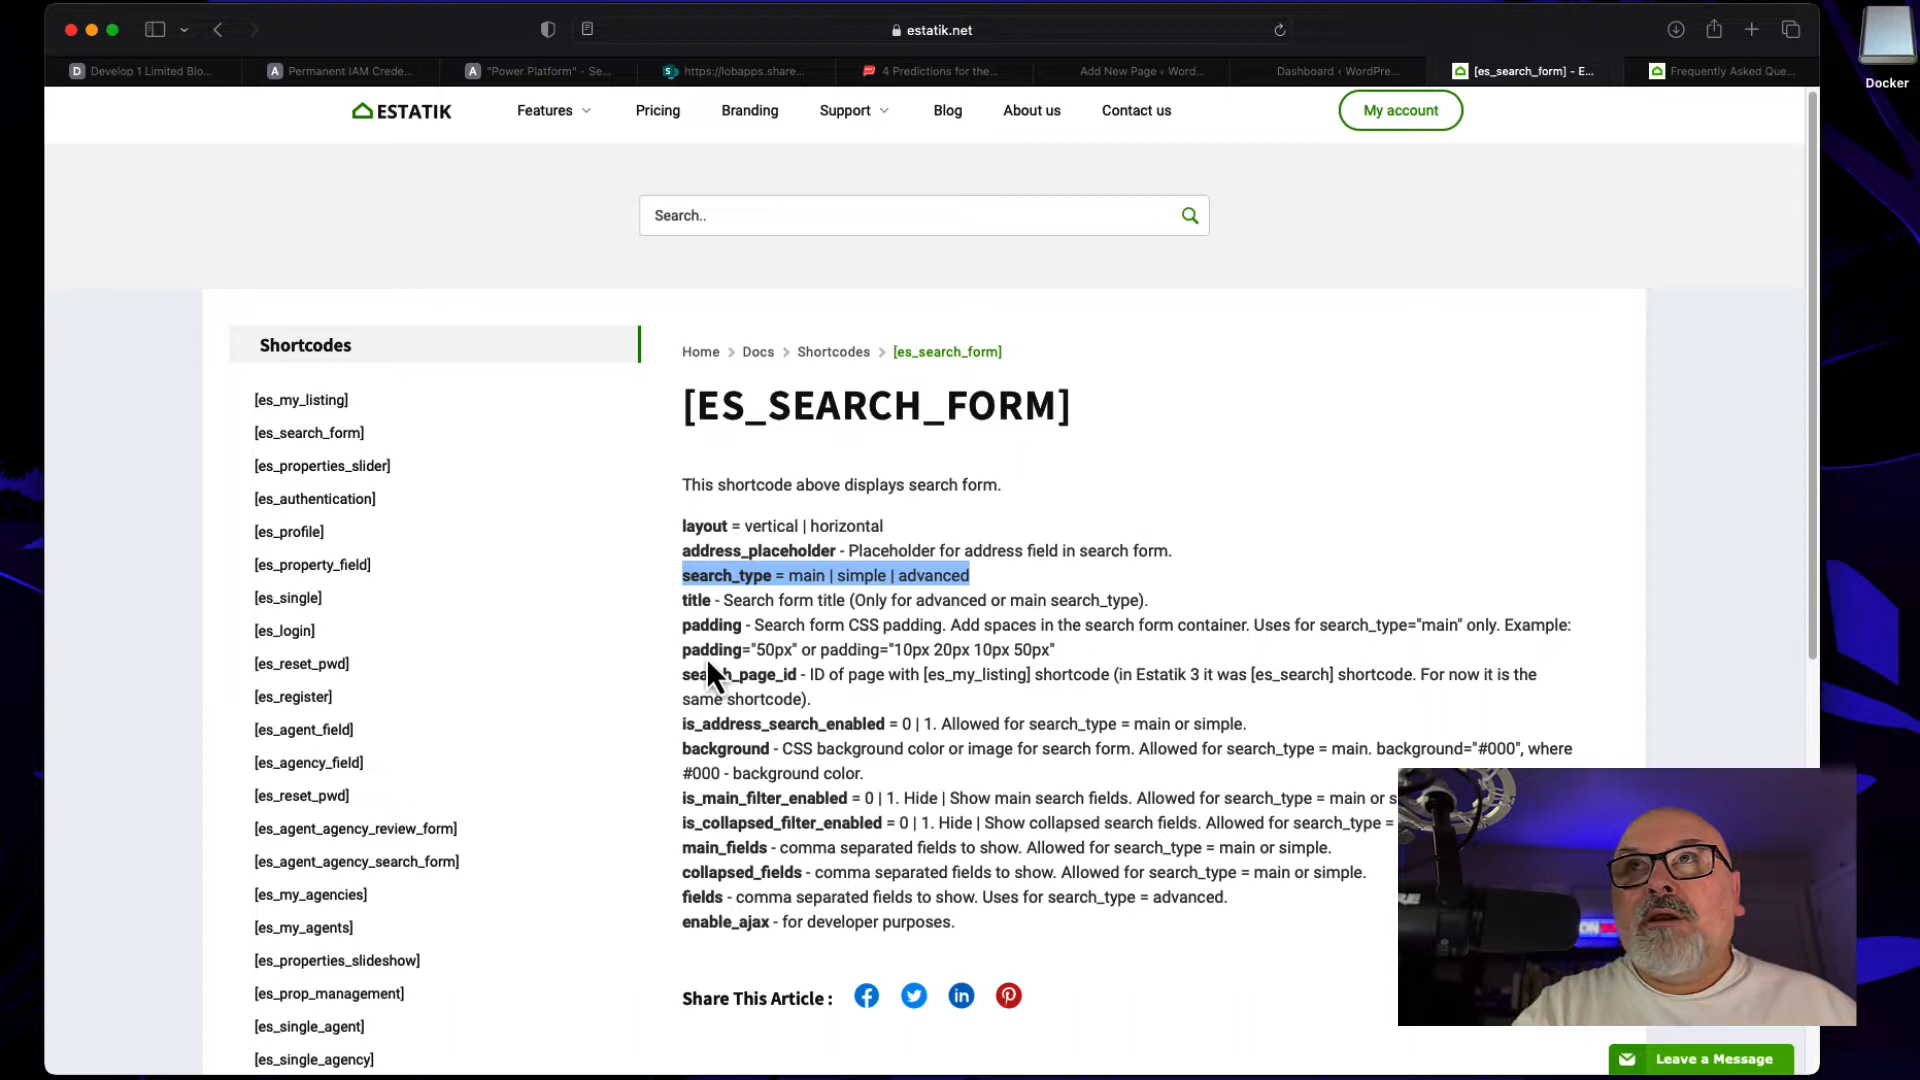 estatik.net
Docker
D Develop 1 Limited Blo...
A Permanent IAM Crede...
A "Power Platform" - Se...
S https://lobapps.share...
4 Predictions for the...
Add New Page ‹ Word...
Dashboard ‹ WordPre...
[es_search_form] - E...
Frequently Asked Que...
ESTATIK
Features
Pricing
Branding
Support
Blog
About us
Contact us
My account
Search..
Shortcodes
[es_my_listing]
[es_search_form]
[es_properties_slider]
[es_authentication]
[es_profile]
[es_property_field]
[es_single]
[es_login]
[es_reset_pwd]
[es_register]
[es_agent_field]
[es_agency_field]
[es_reset_pwd]
[es_agent_agency_review_form]
[es_agent_agency_search_form]
[es_my_agencies]
[es_my_agents]
[es_properties_slideshow]
[es_prop_management]
[es_single_agent]
[es_single_agency]
Home > Docs > Shortcodes > [es_search_form]
[ES_SEARCH_FORM]
This shortcode above displays search form.
layout = vertical | horizontal
address_placeholder - Placeholder for address field in search form.
search_type = main | simple | advanced
title - Search form title (Only for advanced or main search_type).
padding - Search form CSS padding. Add spaces in the search form container. Uses for search_type="main" only. Example:
padding="50px" or padding="10px 20px 10px 50px"
search_page_id - ID of page with [es_my_listing] shortcode (in Estatik 3 it was [es_search] shortcode. For now it is the
same shortcode).
is_address_search_enabled = 0 | 1. Allowed for search_type = main or simple.
background - CSS background color or image for search form. Allowed for search_type = main. background="#000", where
#000 - background color.
is_main_filter_enabled = 0 | 1. Hide | Show main search fields. Allowed for search_type = main or s
is_collapsed_filter_enabled = 0 | 1. Hide | Show collapsed search fields. Allowed for search_type =
main_fields - comma separated fields to show. Allowed for search_type = main or simple.
collapsed_fields - comma separated fields to show. Allowed for search_type = main or simple.
fields - comma separated fields to show. Uses for search_type = advanced.
enable_ajax - for developer purposes.
Share This Article :
ON
Leave a Message